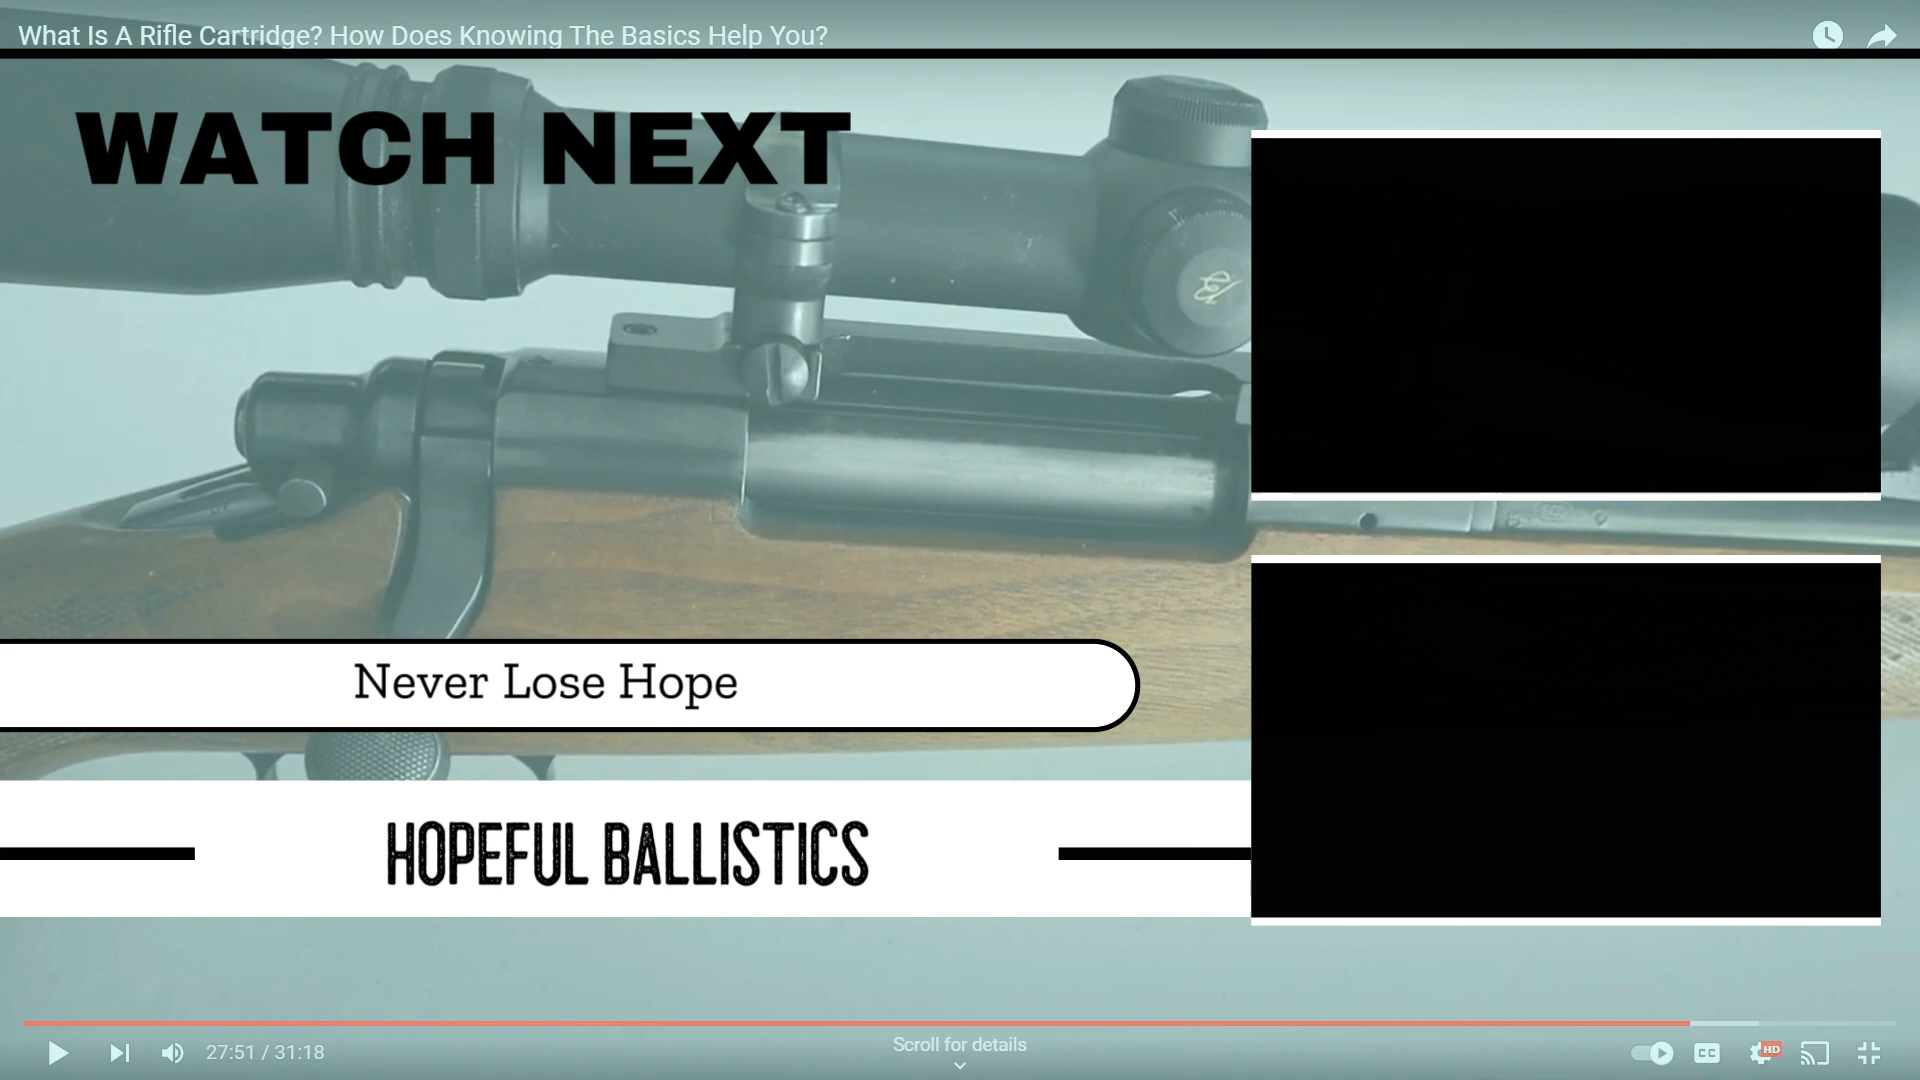 What Is A Rifle Cartridge? How Does Knowing The Basics Help You?
WATCH NEXT
Never Lose Hope
HOPEFUL BALLISTICS
27:51 / 31:18
Scroll for details
CC
HD